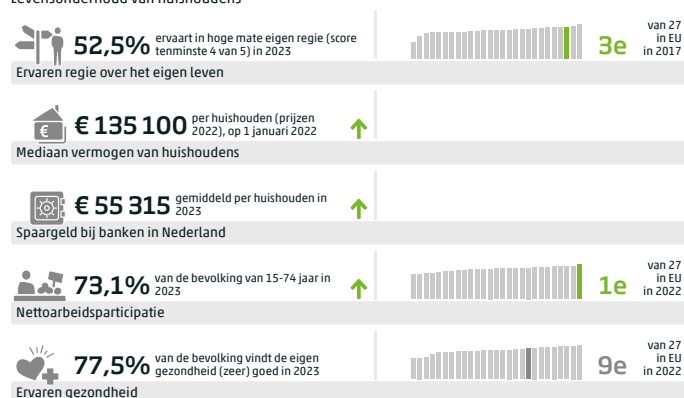 Levensonderhoud van huishoudens
52,5% ervaart in hoge mate eigen regie (score
tenminste 4 van 5) in 2023
3e van 27
in EU
in 2017
Ervaren regie over het eigen leven
€ 135 100 per huishouden (prijzen
2022), op 1 januari 2022
Mediaan vermogen van huishoudens
€ 55 315 gemiddeld per huishouden in
2023
Spaargeld bij banken in Nederland
73,1% van de bevolking van 15-74 jaar in
2023
1e van 27
in EU
in 2022
Nettoarbeidsparticipatie
77,5% van de bevolking vindt de eigen
gezondheid (zeer) goed in 2023
9e van 27
in EU
in 2022
Ervaren gezondheid